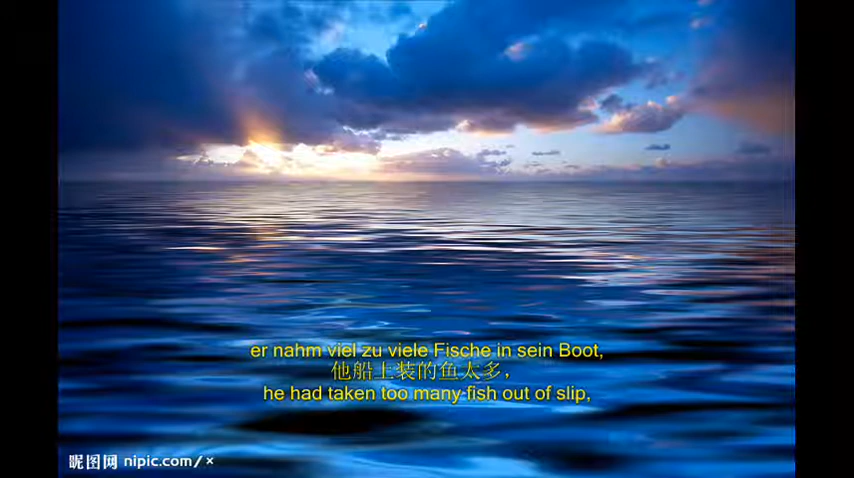 er nahm viel zu viele Fische in sein Boot,
他船上装的鱼太多，
he had taken too many fish out of slip,
昵图网 nipic.com/×